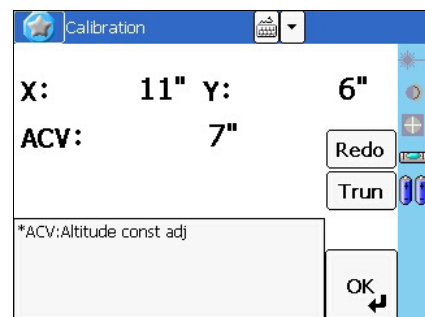 Calibration
X: 11" Y: 6"
ACV: 7"
Redo
Trun
*ACV:Altitude const adj
OK